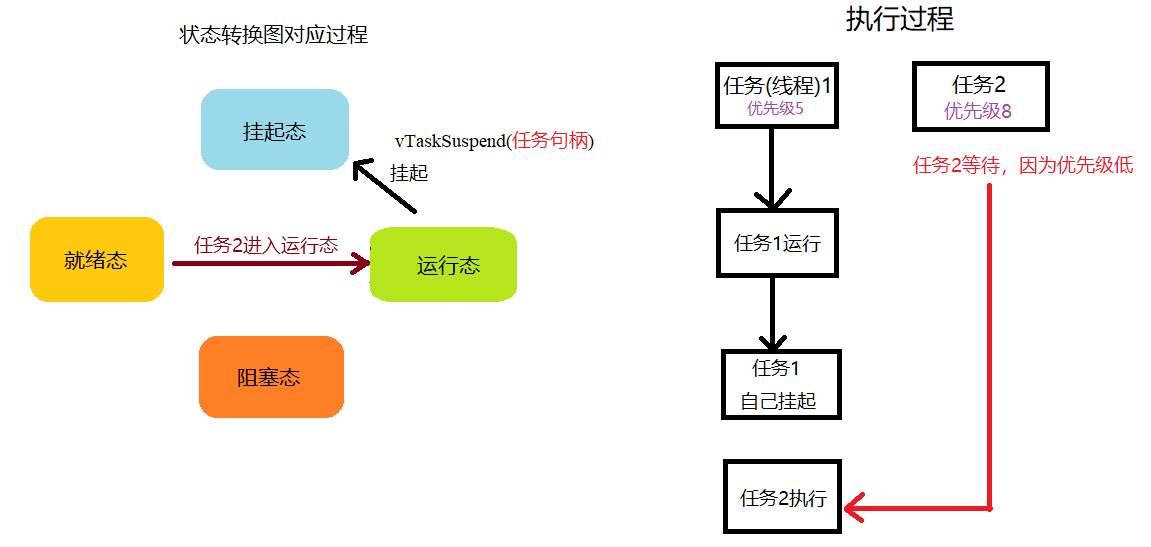 状态转换图对应过程
挂起态
vTaskSuspend(任务句柄)
挂起
就绪态
任务2进入运行态
运行态
阻塞态
执行过程
任务(线程)1
优先级5
任务2
优先级8
任务2等待，因为优先级低
任务1运行
任务1
自己挂起
任务2执行